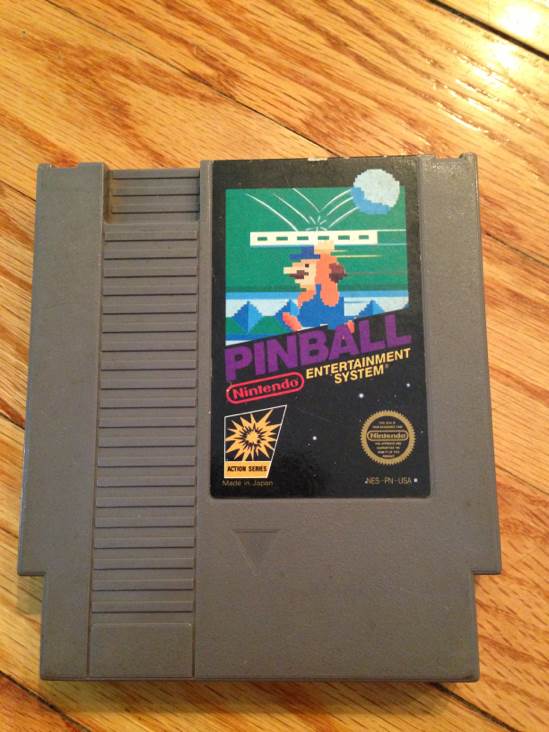 PINBALL
Nintendo®
ENTERTAINMENT
SYSTEM®
ACTION SERIES
Made in Japan
Nintendo
NES-PN-USA